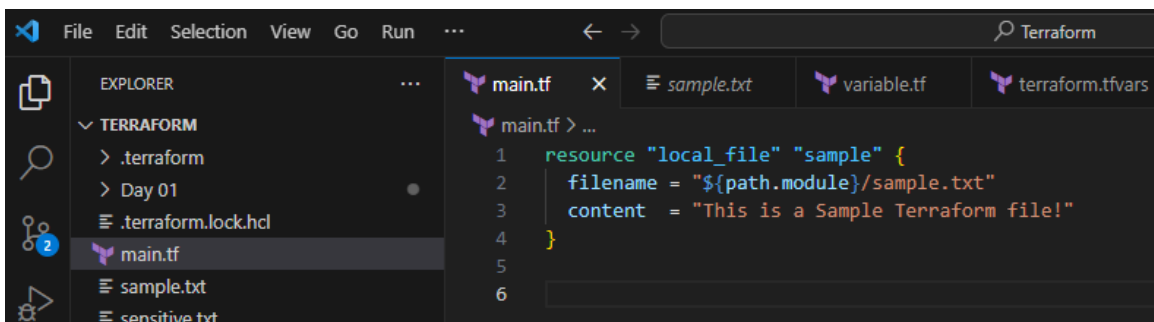 File Edit Selection View Go Run ... Terraform
EXPLORER ...
main.tf sample.txt variable.tf terraform.tfvars
TERRAFORM
main.tf > ...
.terraform
Day 01
.terraform.lock.hcl
2
main.tf
sample.txt
sensitive.txt
1 resource "local_file" "sample" {
2 filename = "${path.module}/sample.txt"
3 content = "This is a Sample Terraform file!"
4 }
5
6